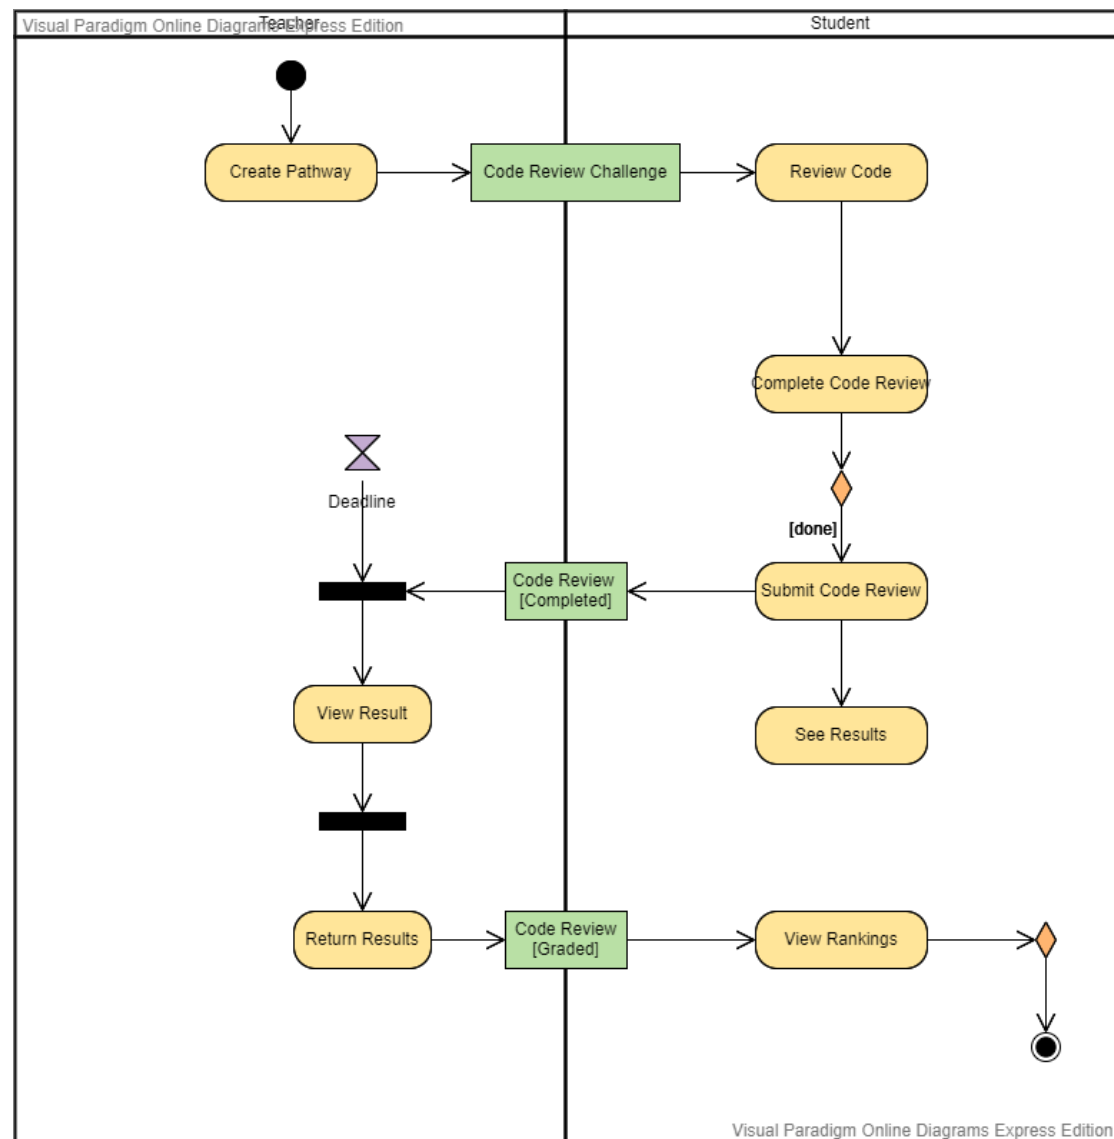 Visual Paradigm Online Diagrams Express Edition
Teacher
Student
Create Pathway
Code Review Challenge
Review Code
Complete Code Review
Deadline
[done]
Code Review
[Completed]
Submit Code Review
View Result
See Results
Return Results
Code Review
[Graded]
View Rankings
Visual Paradigm Online Diagrams Express Edition